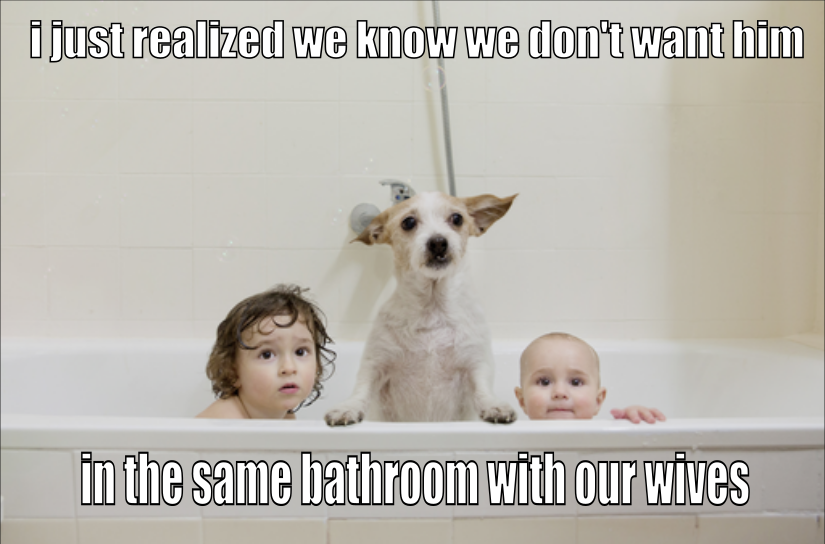 i just realized we know we don't want him
in the same bathroom with our wives